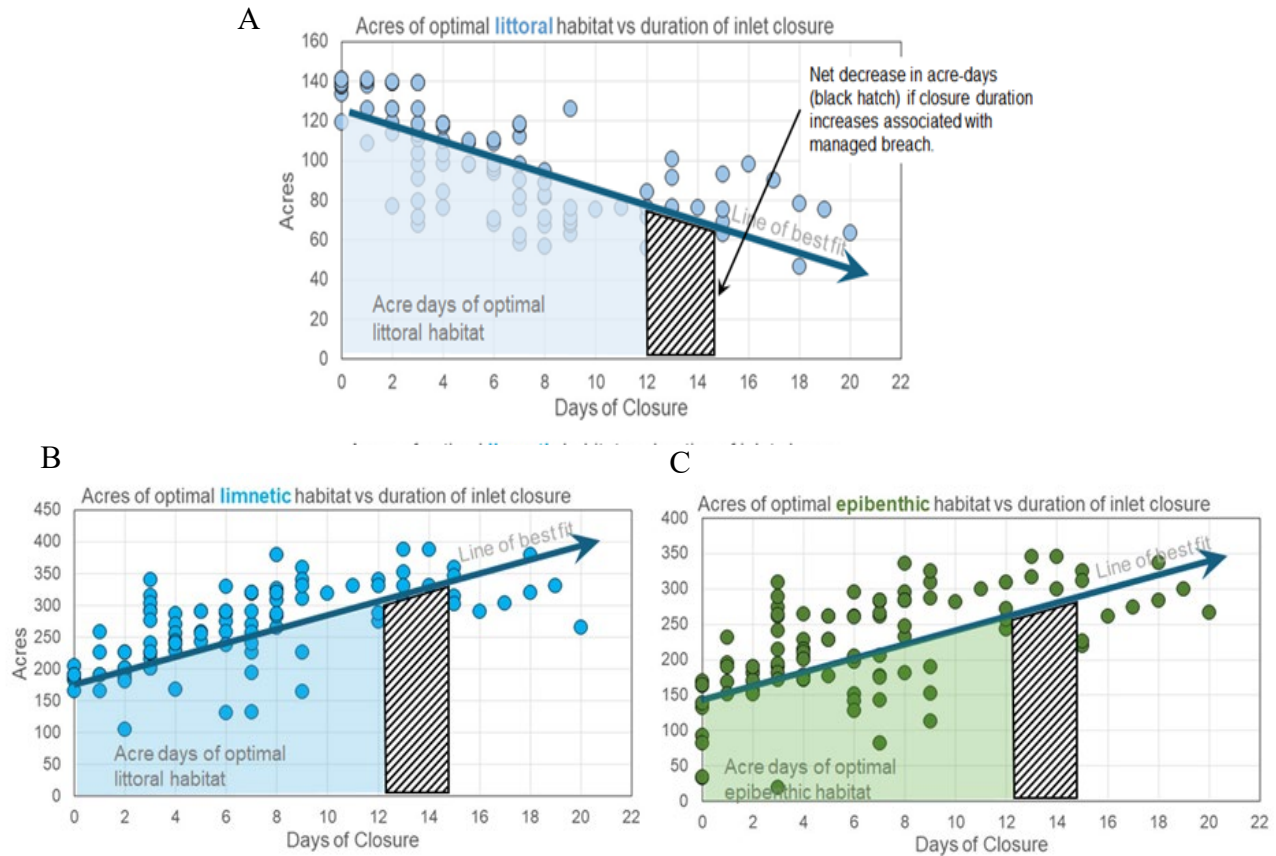 A
Acres of optimal littoral habitat vs duration of inlet closure
160
140
120
100
80
60
40
20
0
Acres
Net decrease in acre-days
(black hatch) if closure duration
increases associated with
managed breach.
Line of best fit
Acre days of optimal
littoral habitat
0 2 4 6 8 10 12 14 16 18 20 22
Days of Closure
B
Acres of optimal limnetic habitat vs duration of inlet closure
450
400
350
300
250
200
150
100
50
0
Acres
Line of best fit
Acre days of optimal
littoral habitat
0 2 4 6 8 10 12 14 16 18 20 22
Days of Closure
C
Acres of optimal epibenthic habitat vs duration of inlet closure
400
350
300
250
200
150
100
50
0
Line of best fit
Acre days of optimal
epibenthic habitat
0 2 4 6 8 10 12 14 16 18 20 22
Days of Closure